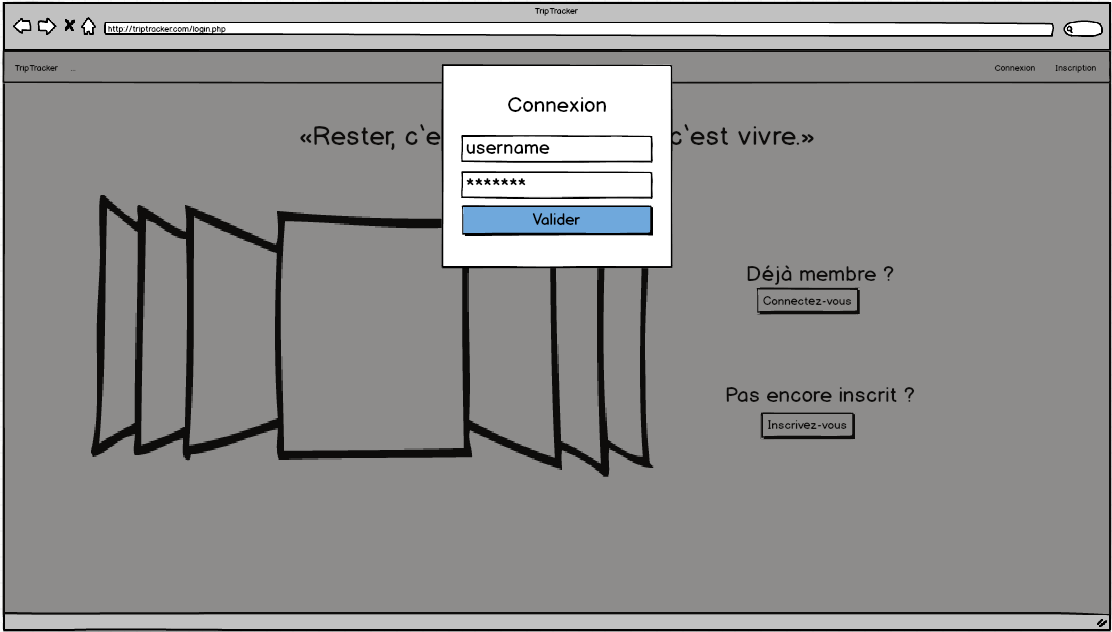 TripTracker
http://triptracker.com/login.php
TripTracker ... Connexion Inscription
Connexion
«Rester, c'e c'est vivre.»
username
*******
Valider
Déjà membre ?
Connectez-vous
Pas encore inscrit ?
Inscrivez-vous